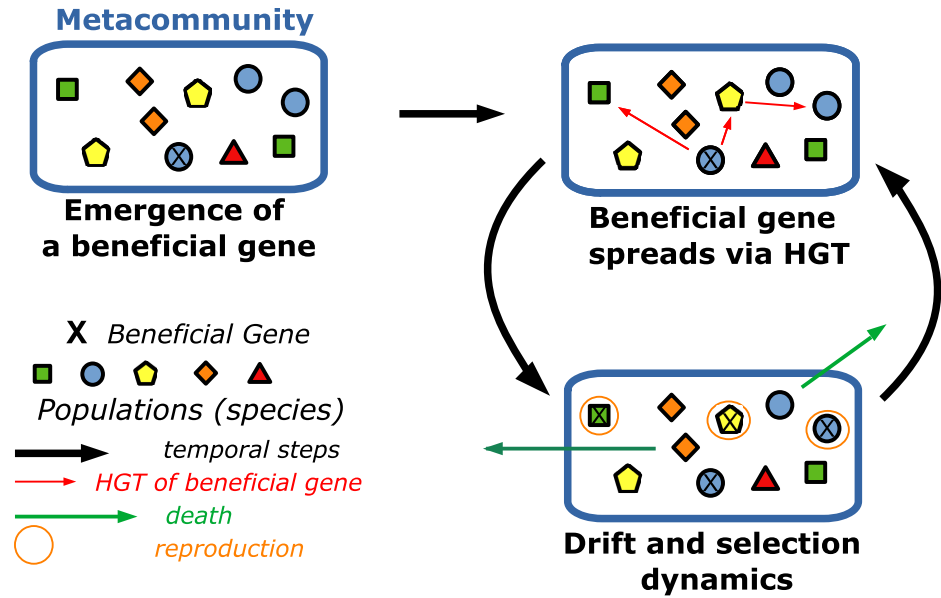 Metacommunity
Emergence of
a beneficial gene
Beneficial gene
spreads via HGT
X Beneficial Gene
Populations (species)
temporal steps
HGT of beneficial gene
death
reproduction
Drift and selection
dynamics